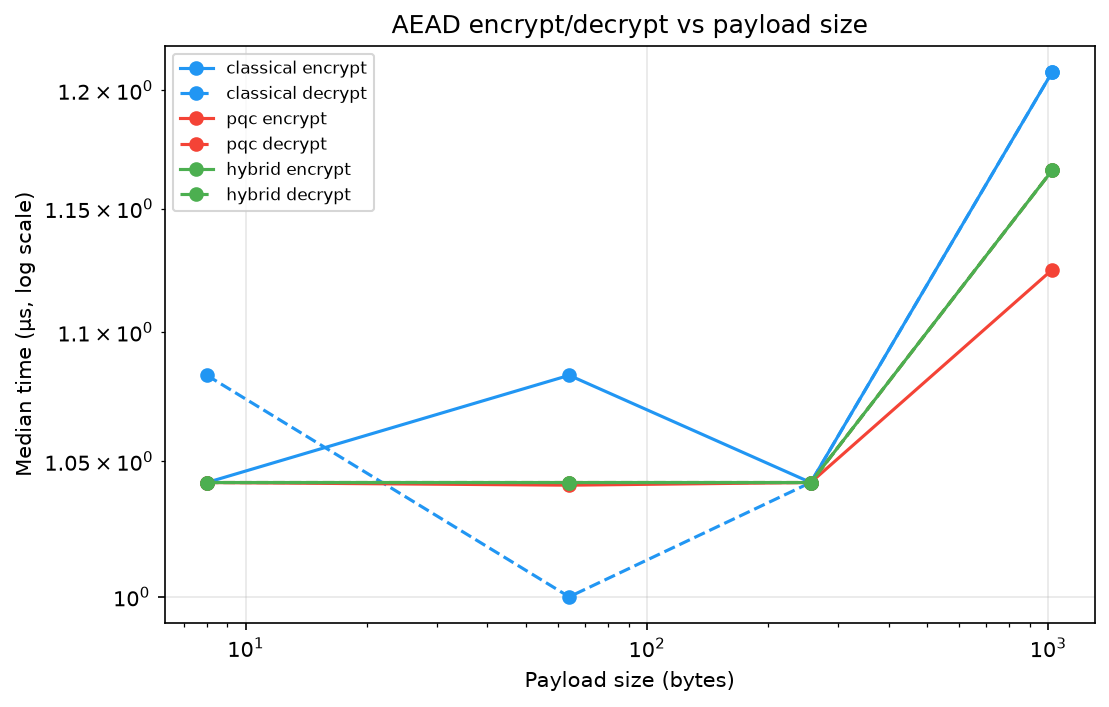 AEAD encrypt/decrypt vs payload size
classical encrypt
classical decrypt
pqc encrypt
pqc decrypt
hybrid encrypt
hybrid decrypt
Median time (µs, log scale)
1.2 × 10⁰
1.15 × 10⁰
1.1 × 10⁰
1.05 × 10⁰
10⁰
10¹
10²
10³
Payload size (bytes)